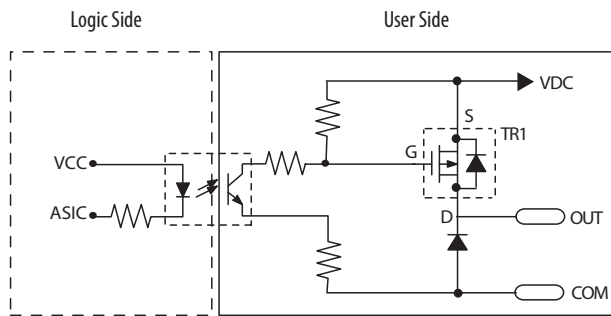 Logic Side
User Side
VDC
S
TR1
G
VCC
ASIC
D
OUT
COM